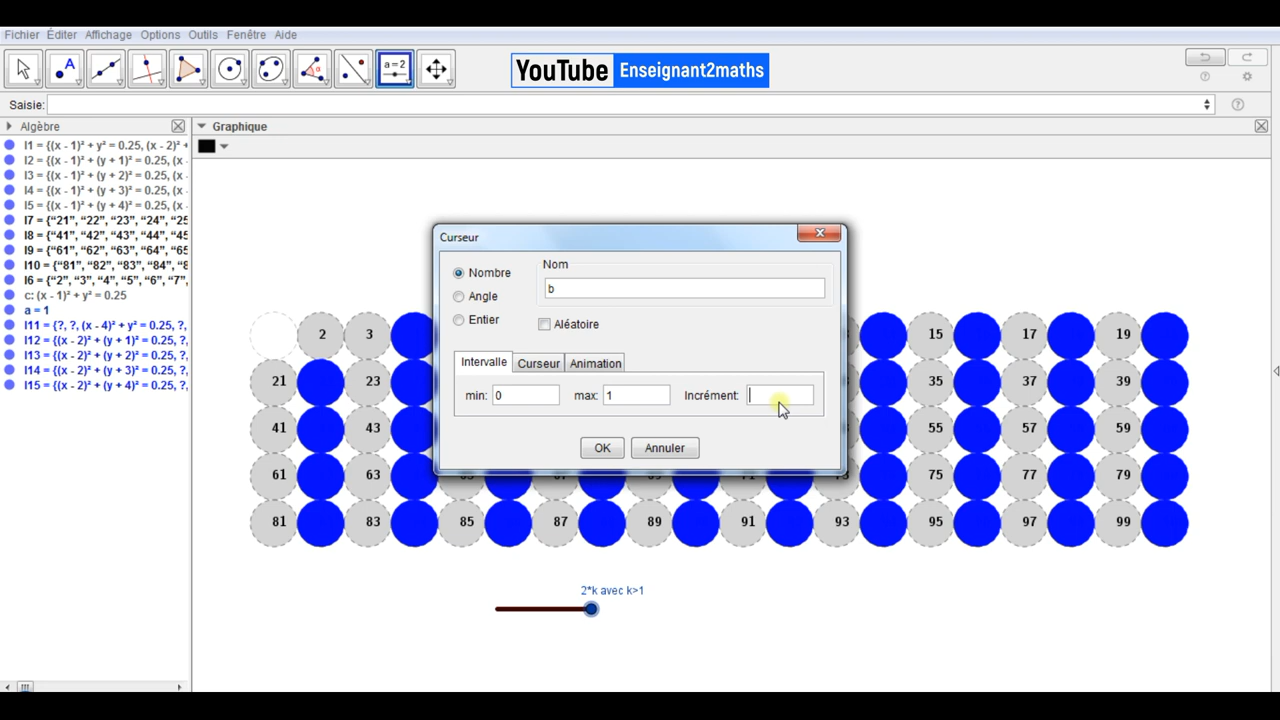 Fichier Éditer Affichage Options Outils Fenêtre Aide
A
a = 2
YouTube Enseignant2maths
Saisie:
Algèbre
Graphique
l1 = {(x - 1)² + y² = 0.25, (x - 2)² +
l2 = {(x - 1)² + (y + 1)² = 0.25, (x -
l3 = {(x - 1)² + (y + 2)² = 0.25, (x -
l4 = {(x - 1)² + (y + 3)² = 0.25, (x -
l5 = {(x - 1)² + (y + 4)² = 0.25, (x -
l7 = {“21”, “22”, “23”, “24”, “25
l8 = {“41”, “42”, “43”, “44”, “45
l9 = {“61”, “62”, “63”, “64”, “65
l10 = {“81”, “82”, “83”, “84”, “8
l6 = {“2”, “3”, “4”, “5”, “6”, “7”,
c: (x - 1)² + y² = 0.25
a = 1
l11 = {?, ?, (x - 4)² + y² = 0.25, ?,
l12 = {(x - 2)² + (y + 1)² = 0.25, ?,
l13 = {(x - 2)² + (y + 2)² = 0.25, ?,
l14 = {(x - 2)² + (y + 3)² = 0.25, ?,
l15 = {(x - 2)² + (y + 4)² = 0.25, ?,
Curseur
Nombre
Angle
Entier
Nom
b
Aléatoire
Intervalle Curseur Animation
min: 0 max: 1 Incrément:
OK Annuler
2 3 15 17 19
21 23 35 37 39
41 43 55 57 59
61 63 75 77 79
81 83 85 87 89 91 93 95 97 99
2*k avec k>1